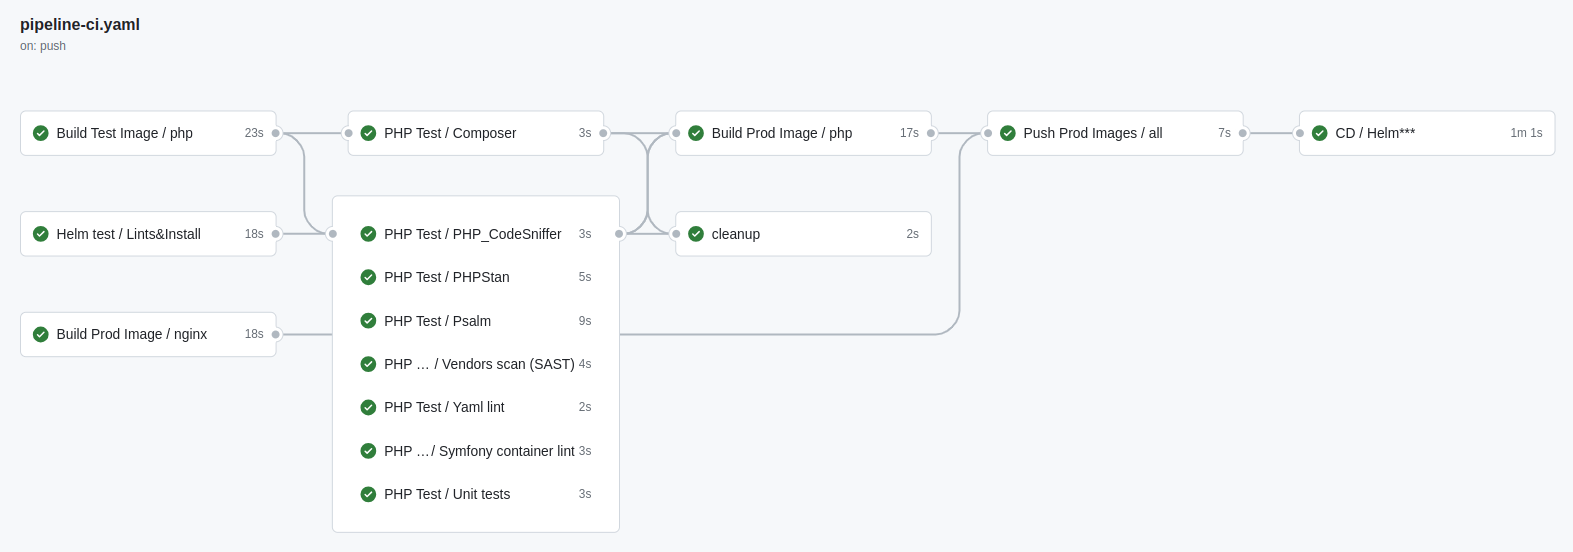 pipeline-ci.yaml
on: push
Build Test Image / php 23s
PHP Test / Composer 3s
Build Prod Image / php 17s
Push Prod Images / all 7s
CD / Helm*** 1m 1s
Helm test / Lints&Install 18s
PHP Test / PHP_CodeSniffer 3s
cleanup 2s
PHP Test / PHPStan 5s
PHP Test / Psalm 9s
Build Prod Image / nginx 18s
PHP ... / Vendors scan (SAST) 4s
PHP Test / Yaml lint 2s
PHP .../ Symfony container lint 3s
PHP Test / Unit tests 3s